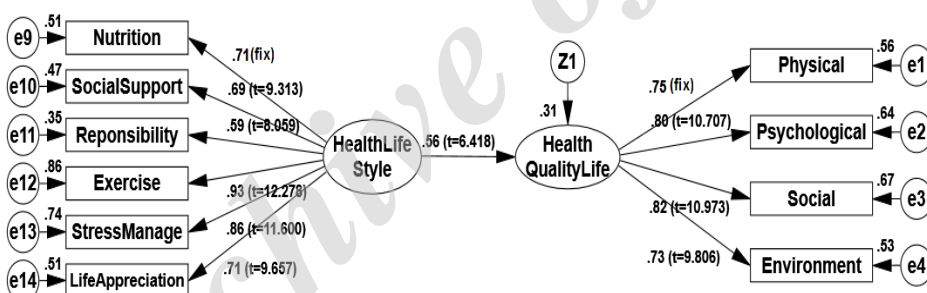 .51
e9
Nutrition
.71(fix)
.47
e10
SocialSupport
.69 (t=9.313)
.35
e11
Reponsibility
.59 (t=8.059)
.86
e12
Exercise
.93 (t=12.278)
.74
e13
StressManage
.86 (t=11.600)
.51
e14
LifeAppreciation
.71 (t=9.657)
HealthLife
Style
.56 (t=6.418)
Z1
.31
Health
QualityLife
.75 (fix)
Physical
.56
e1
.80 (t=10.707)
Psychological
.64
e2
.82 (t=10.973)
Social
.67
e3
.73 (t=9.806)
Environment
.53
e4